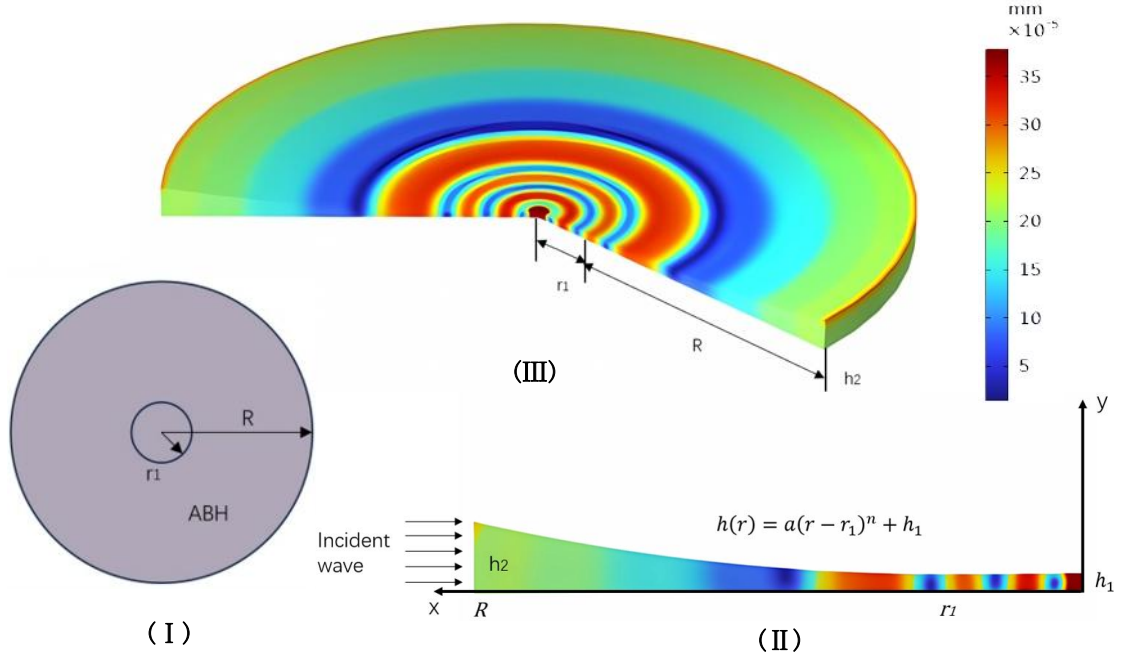 mm
×10⁻⁵
35
30
25
20
15
10
5
r1
R
h2
(Ⅲ)
R
r1
ABH
(Ⅰ)
y
h(r) = a(r − r₁)ⁿ + h₁
Incident
wave
h2
h₁
x
R
r₁
(Ⅱ)